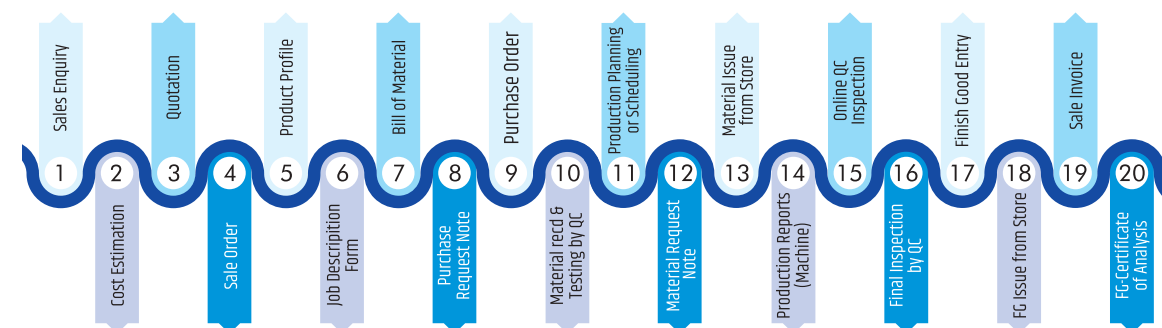 Sales Enquiry
1
2
Cost Estimation
Quotation
3
4
Sale Order
Product Profile
5
6
Job Descripition
Form
Bill of Material
7
8
Purchase
Request Note
Purchase Order
9
10
Material recd &
Testing by QC
Production Planning
or Scheduling
11
12
Material Request
Note
Material Issue
from Store
13
14
Production Reports
(Machine)
Online QC
Inspection
15
16
Final Inspection
by QC
Finish Good Entry
17
18
FG Issue from Store
Sale Invoice
19
20
FG-Certificate
of Analysis